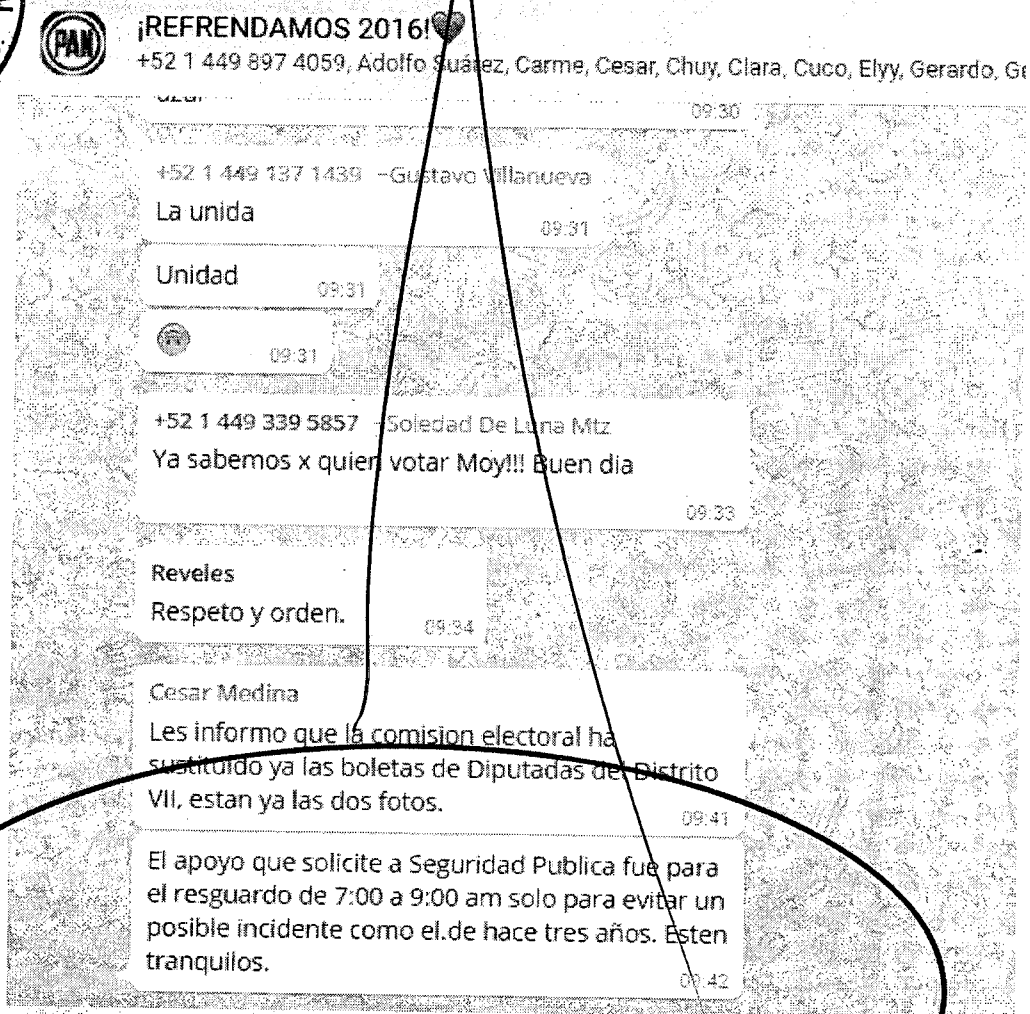 PAN
¡REFRENDAMOS 2016!
+52 1 449 897 4059, Adolfo Suárez, Carme, Cesar, Chuy, Clara, Cuco, Elyy, Gerardo,
09:30
+52 1 449 137 1439 -Gustavo Villanueva
La unida
09:31
Unidad
09:31
09:31
+52 1 449 339 5857 -Soledad De Luna Mtz
Ya sabemos x quien votar Moy!!! Buen dia
09:33
Reveles
Respeto y orden.
09:34
Cesar Medina
Les informo que la comision electoral ha
sustituido ya las boletas de Diputadas del Distrito
VII, estan ya las dos fotos.
09:41
El apoyo que solicite a Seguridad Publica fue para
el resguardo de 7:00 a 9:00 am solo para evitar un
posible incidente como el.de hace tres años. Esten
tranquilos.
09:42